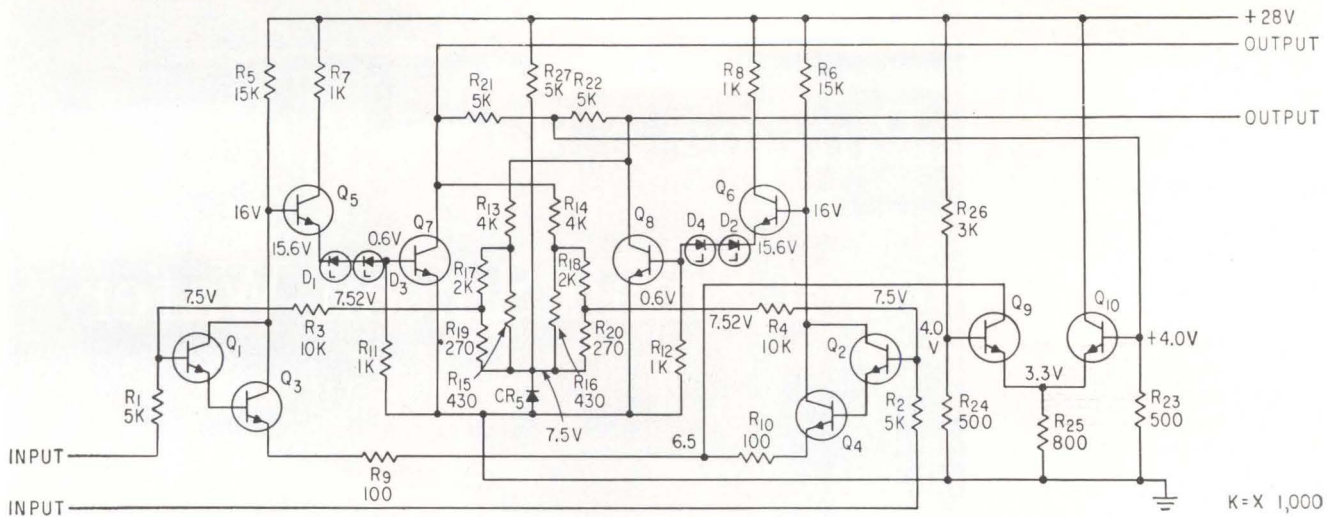 +28V
OUTPUT
R5
15K
R7
1K
R21
5K
R27
5K
R22
5K
R8
1K
R6
15K
OUTPUT
Q5
16V
15.6V
0.6V
Q7
D1
D3
R13
4K
R14
4K
Q8
D4
D2
Q6
16V
15.6V
R26
3K
7.5V
R3
10K
7.52V
R17
2K
R18
2K
0.6V
7.52V
R4
10K
7.5V
Q9
Q10
Q1
R11
1K
R19
270
R20
270
R12
1K
Q2
4.0
V
+4.0V
3.3V
R1
5K
Q3
R15
430
CR5
R16
430
7.5V
6.5
R10
100
Q4
R2
5K
R24
500
R25
800
R23
500
INPUT
R9
100
INPUT
K=X 1,000